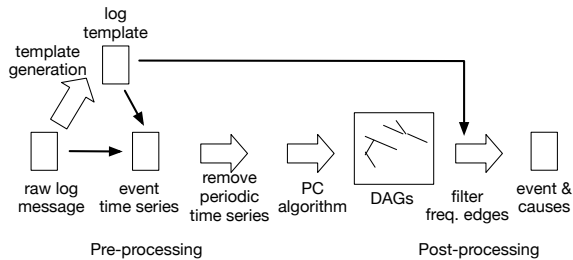 log
template
template
generation
raw log
message
event
time series
remove
periodic
time series
PC
algorithm
DAGs
filter
freq. edges
event &
causes
Pre-processing
Post-processing